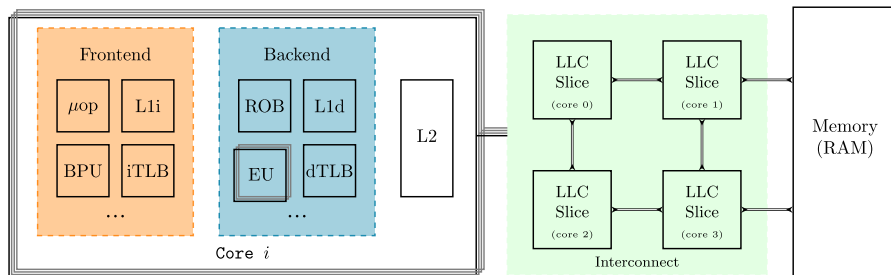 Frontend
μop
L1i
BPU
iTLB
...
Backend
ROB
L1d
EU
dTLB
...
L2
Core i
LLC
Slice
(core 0)
LLC
Slice
(core 1)
LLC
Slice
(core 2)
LLC
Slice
(core 3)
Interconnect
Memory
(RAM)